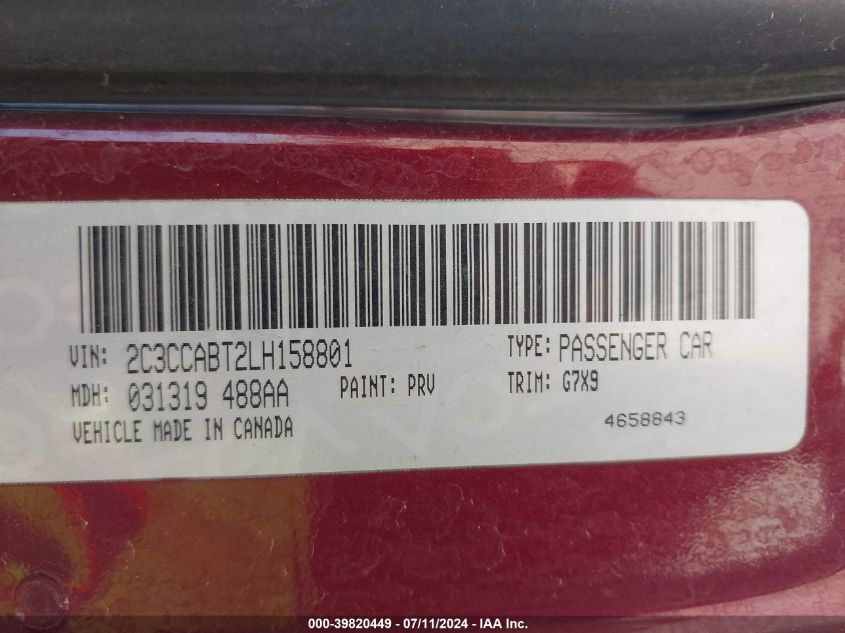 VIN: 2C3CCABT2LH158801 TYPE: PASSENGER CAR
MDH: 031319 488AA PAINT: PRV TRIM: G7X9
VEHICLE MADE IN CANADA 4658843
000-39820449 - 07/11/2024 - IAA Inc.